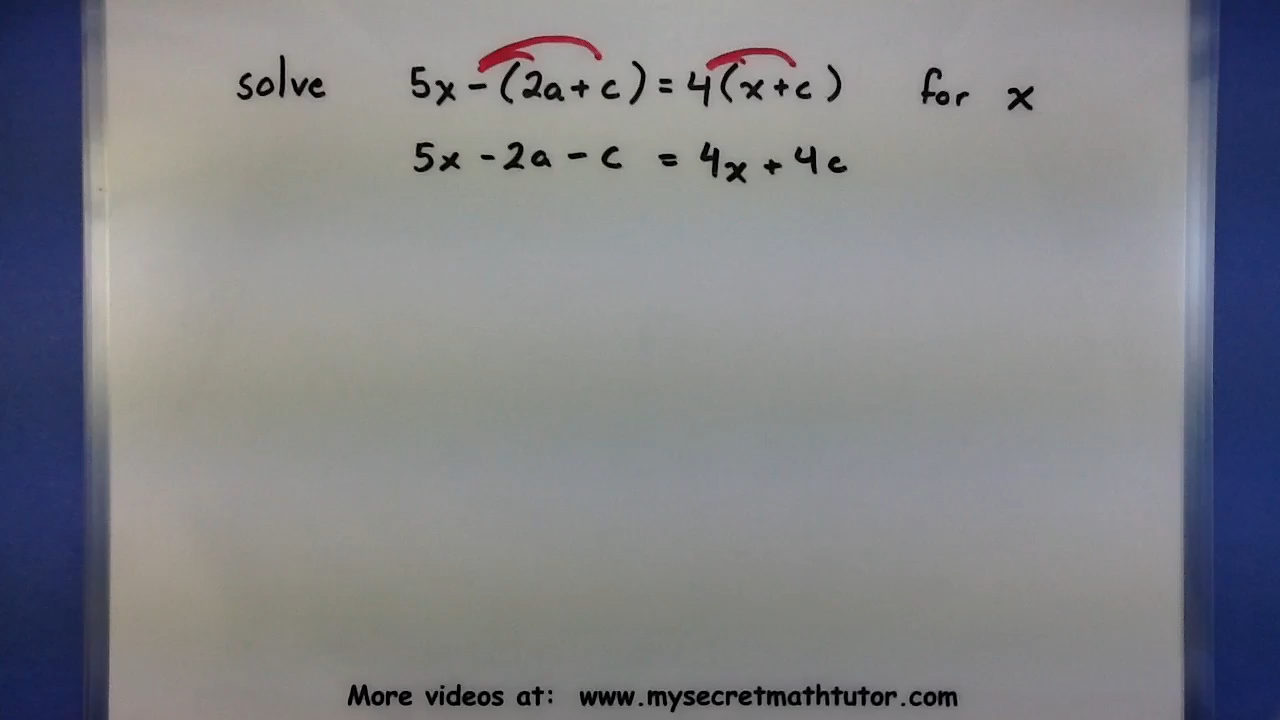 solve 5x-(2a+c)=4(x+c) for x
5x - 2a - c = 4x + 4c
More videos at: www.mysecretmathtutor.com